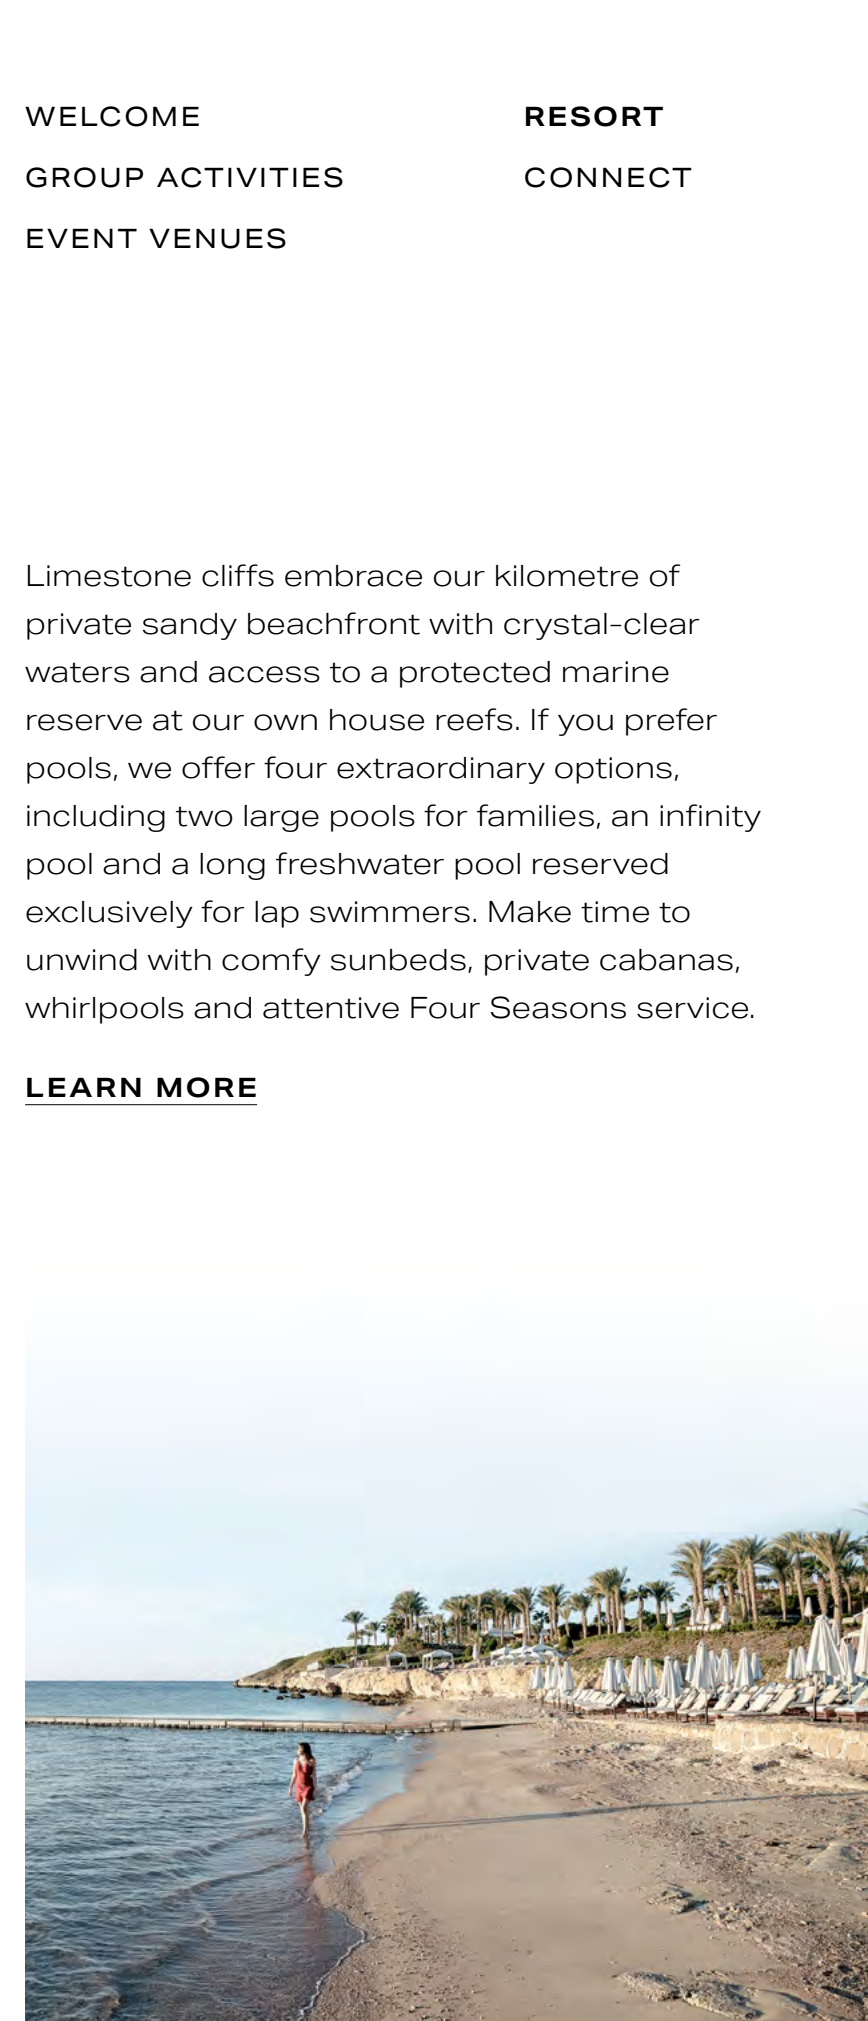 WELCOME
GROUP ACTIVITIES
EVENT VENUES
RESORT
CONNECT
Limestone cliffs embrace our kilometre of
private sandy beachfront with crystal-clear
waters and access to a protected marine
reserve at our own house reefs. If you prefer
pools, we offer four extraordinary options,
including two large pools for families, an infinity
pool and a long freshwater pool reserved
exclusively for lap swimmers. Make time to
unwind with comfy sunbeds, private cabanas,
whirlpools and attentive Four Seasons service.
LEARN MORE